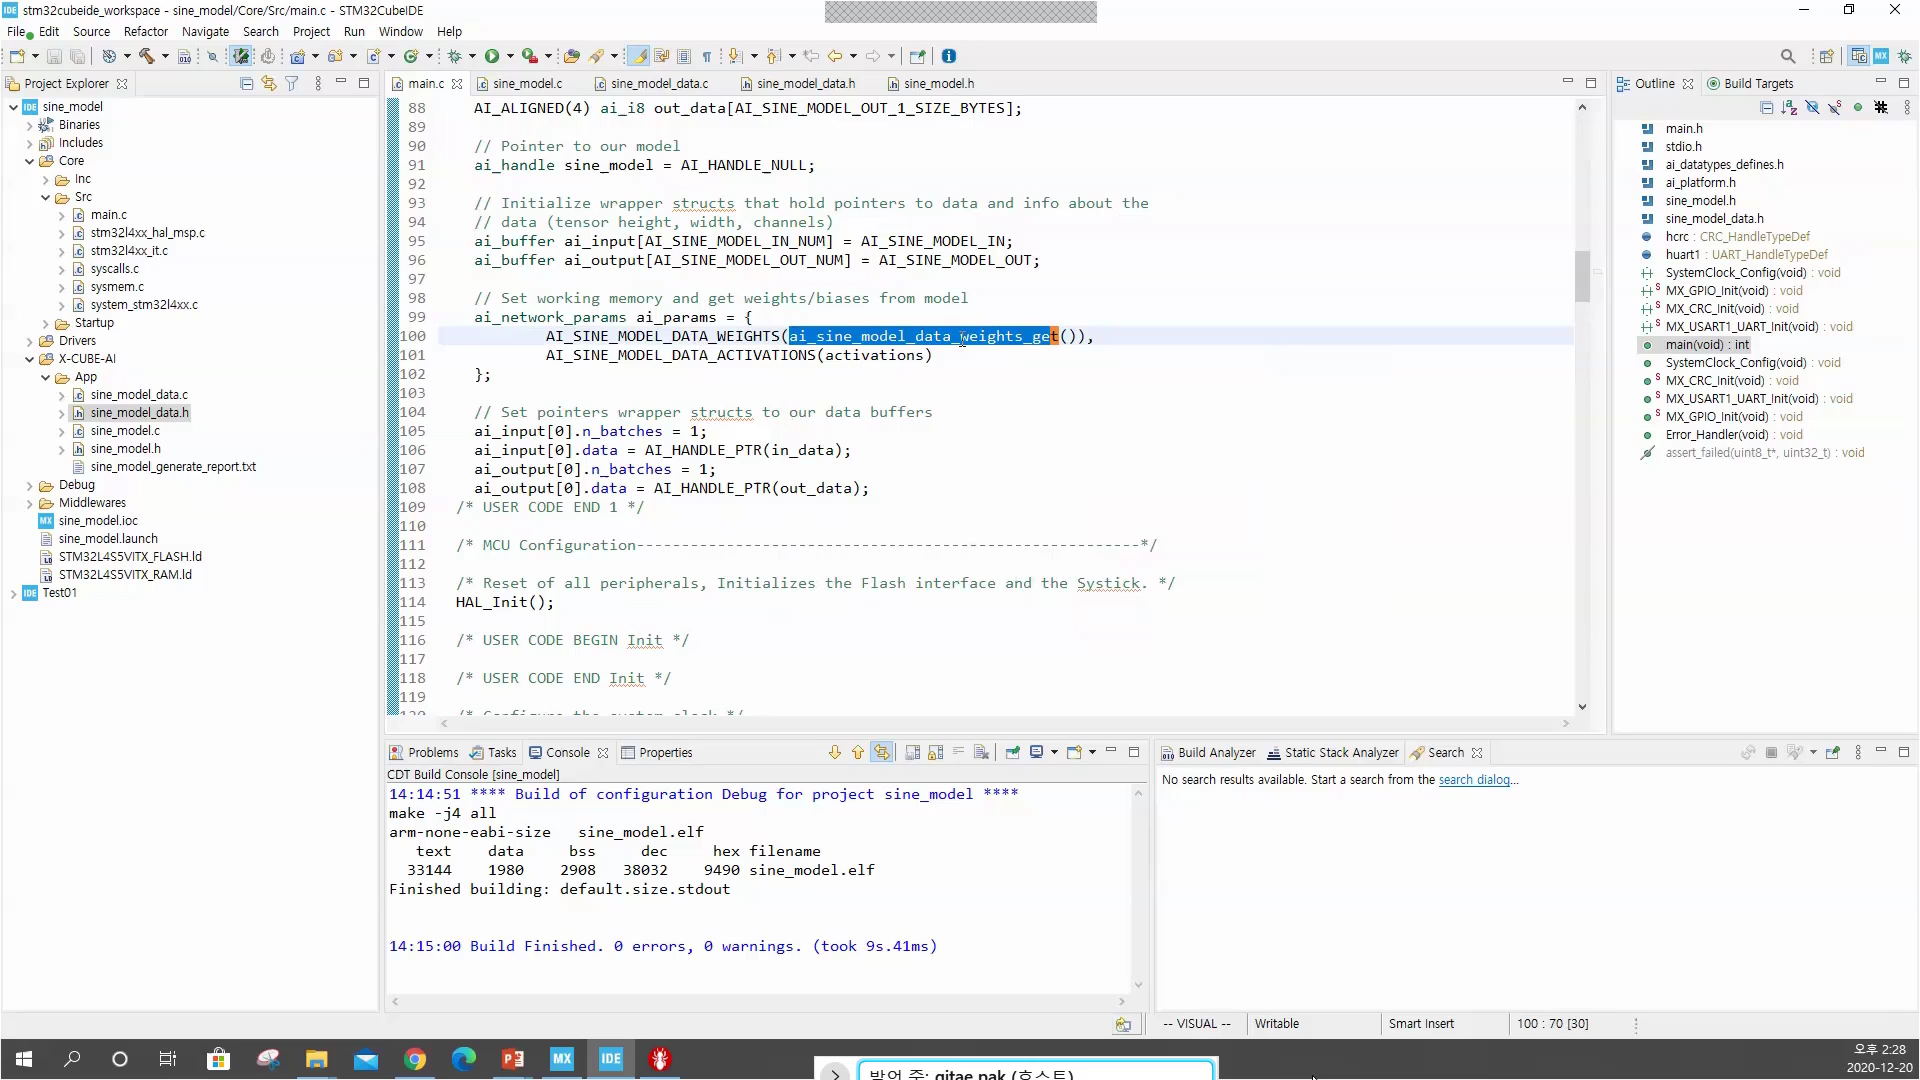 stm32cubeide_workspace - sine_model/Core/Src/main.c - STM32CubeIDE
File Edit Source Refactor Navigate Search Project Run Window Help
Project Explorer
sine_model
Binaries
Includes
Core
Inc
Src
main.c
stm32l4xx_hal_msp.c
stm32l4xx_it.c
syscalls.c
sysmem.c
system_stm32l4xx.c
Startup
Drivers
X-CUBE-AI
App
sine_model_data.c
sine_model_data.h
sine_model.c
sine_model.h
sine_model_generate_report.txt
Debug
Middlewares
sine_model.ioc
sine_model.launch
STM32L4S5VITX_FLASH.ld
STM32L4S5VITX_RAM.ld
Test01
main.c sine_model.c sine_model_data.c sine_model_data.h sine_model.h
88 AI_ALIGNED(4) ai_i8 out_data[AI_SINE_MODEL_OUT_1_SIZE_BYTES];
89
90 // Pointer to our model
91 ai_handle sine_model = AI_HANDLE_NULL;
92
93 // Initialize wrapper structs that hold pointers to data and info about the
94 // data (tensor height, width, channels)
95 ai_buffer ai_input[AI_SINE_MODEL_IN_NUM] = AI_SINE_MODEL_IN;
96 ai_buffer ai_output[AI_SINE_MODEL_OUT_NUM] = AI_SINE_MODEL_OUT;
97
98 // Set working memory and get weights/biases from model
99 ai_network_params ai_params = {
100 AI_SINE_MODEL_DATA_WEIGHTS(ai_sine_model_data_weights_get()),
101 AI_SINE_MODEL_DATA_ACTIVATIONS(activations)
102 };
103
104 // Set pointers wrapper structs to our data buffers
105 ai_input[0].n_batches = 1;
106 ai_input[0].data = AI_HANDLE_PTR(in_data);
107 ai_output[0].n_batches = 1;
108 ai_output[0].data = AI_HANDLE_PTR(out_data);
109 /* USER CODE END 1 */
110
111 /* MCU Configuration--------------------------------------------------------*/
112
113 /* Reset of all peripherals, Initializes the Flash interface and the Systick. */
114 HAL_Init();
115
116 /* USER CODE BEGIN Init */
117
118 /* USER CODE END Init */
119
120 /* Configure the system clock */
Outline Build Targets
main.h
stdio.h
ai_datatypes_defines.h
ai_platform.h
sine_model.h
sine_model_data.h
hcrc : CRC_HandleTypeDef
huart1 : UART_HandleTypeDef
SystemClock_Config(void) : void
MX_GPIO_Init(void) : void
MX_CRC_Init(void) : void
MX_USART1_UART_Init(void) : void
main(void) : int
SystemClock_Config(void) : void
MX_CRC_Init(void) : void
MX_USART1_UART_Init(void) : void
MX_GPIO_Init(void) : void
Error_Handler(void) : void
assert_failed(uint8_t*, uint32_t) : void
Problems Tasks Console Properties
CDT Build Console [sine_model]
14:14:51 **** Build of configuration Debug for project sine_model ****
make -j4 all
arm-none-eabi-size sine_model.elf
text data bss dec hex filename
33144 1980 2908 38032 9490 sine_model.elf
Finished building: default.size.stdout
14:15:00 Build Finished. 0 errors, 0 warnings. (took 9s.41ms)
Build Analyzer Static Stack Analyzer Search
No search results available. Start a search from the search dialog...
-- VISUAL -- Writable Smart Insert 100 : 70 [30]
발언 중: gitae pak (호스트)
오후 2:28
2020-12-20